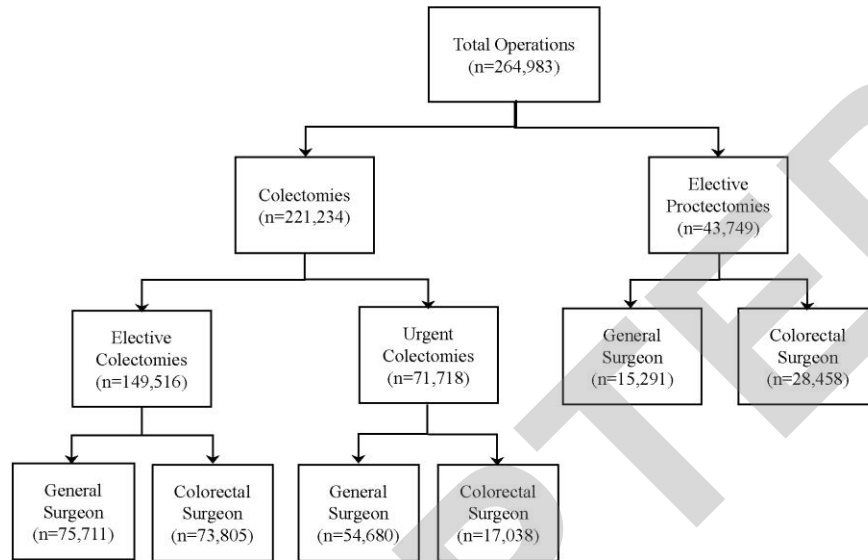 Total Operations
(n=264,983)
Colectomies
(n=221,234)
Elective
Proctectomies
(n=43,749)
Elective
Colectomies
(n=149,516)
Urgent
Colectomies
(n=71,718)
General
Surgeon
(n=15,291)
Colorectal
Surgeon
(n=28,458)
General
Surgeon
(n=75,711)
Colorectal
Surgeon
(n=73,805)
General
Surgeon
(n=54,680)
Colorectal
Surgeon
(n=17,038)
PTED